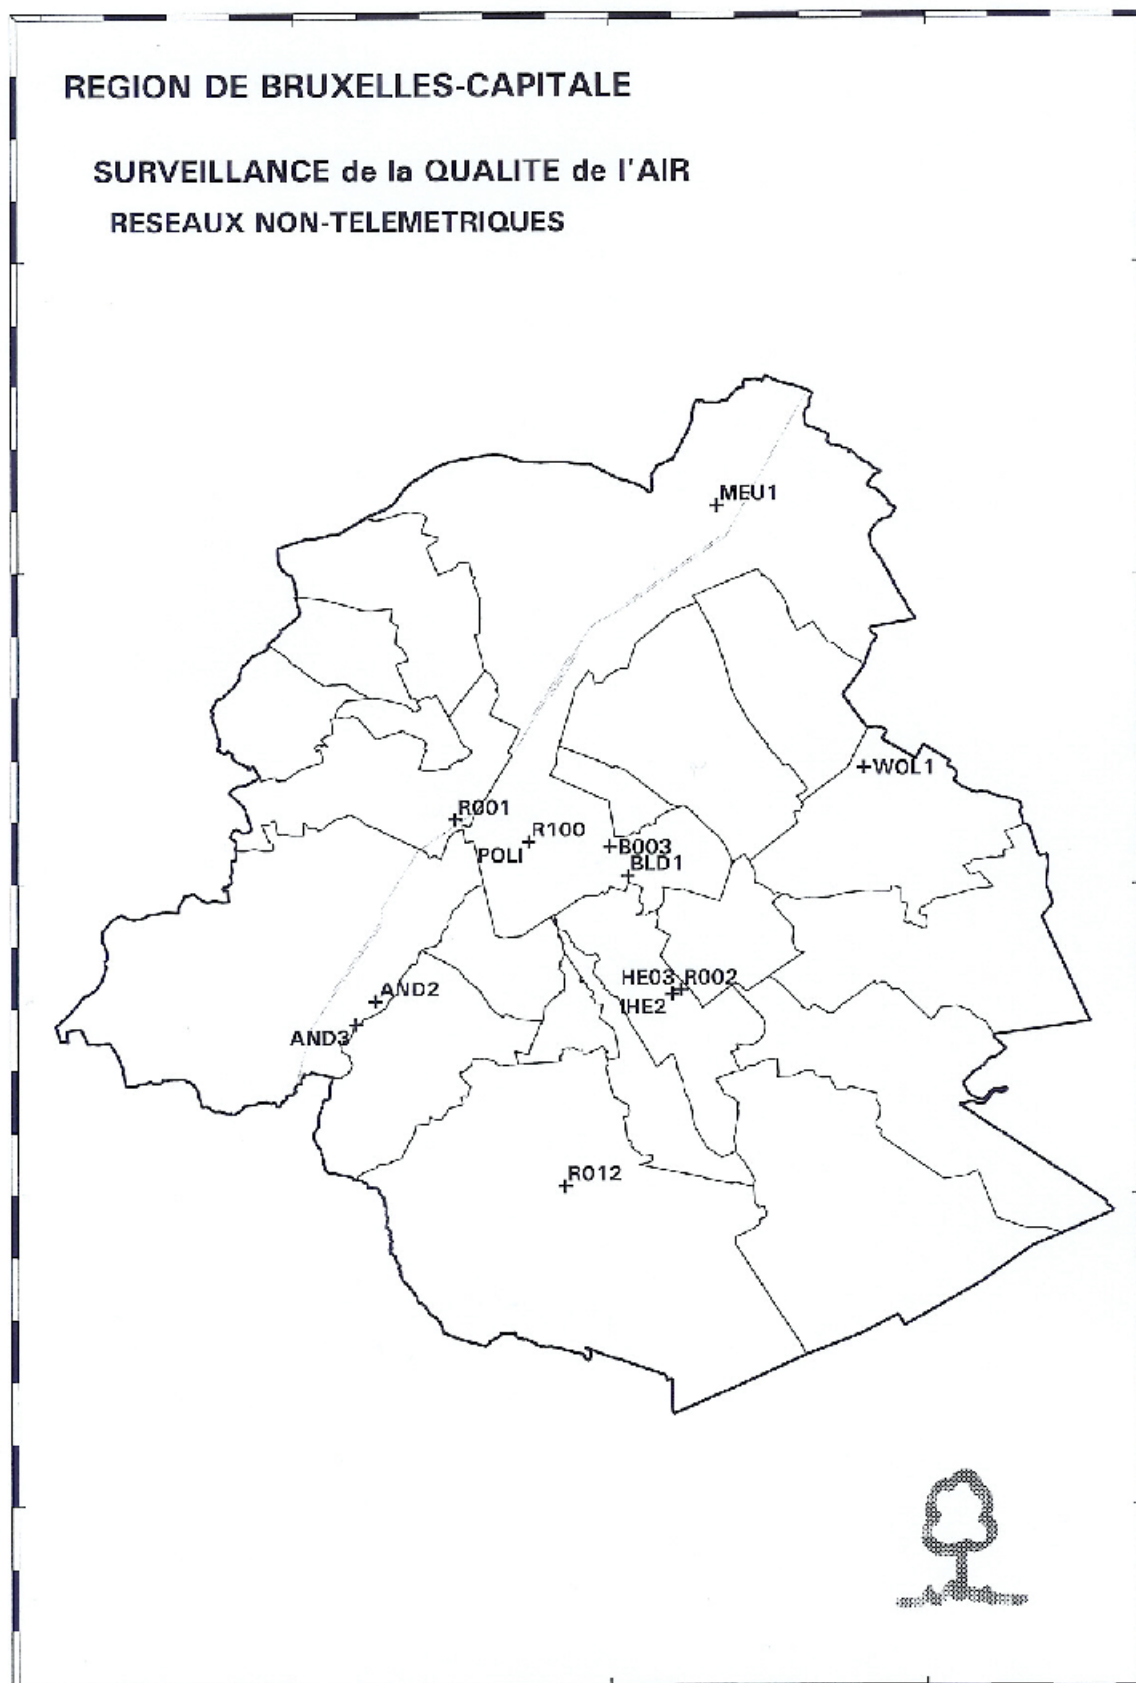 REGION DE BRUXELLES-CAPITALE
SURVEILLANCE de la QUALITE de l'AIR
RESEAUX NON-TELEMETRIQUES
MEU1
WOL1
R001
R100
POLI
B003
BLD1
HE03 R002
IHE2
AND2
AND3
R012